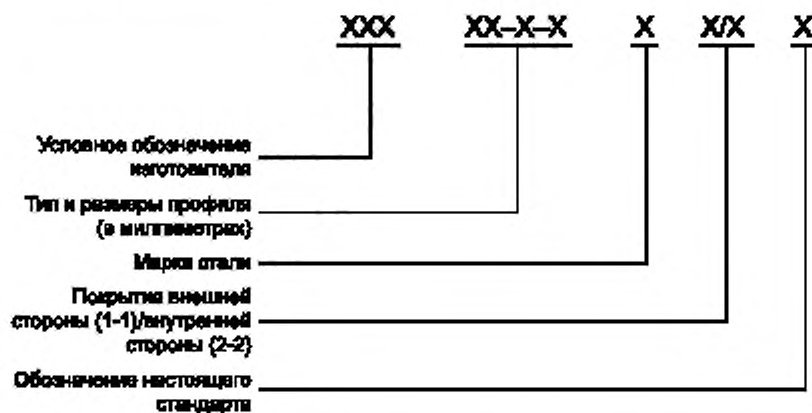 XXX XX–X–X X X/X X
Условное обозначение
изготовителя
Тип и размеры профиля
(в миллиметрах)
Марка стали
Покрытия внешней
стороны (1-1)/внутренней
стороны (2-2)
Обозначение настоящего
стандарта